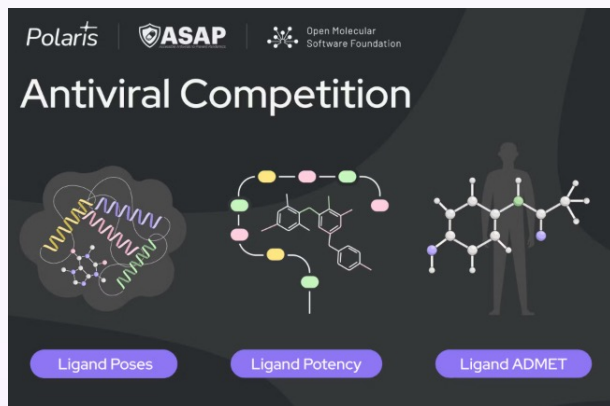 Polaris
ASAP
Open Molecular
Software Foundation
Antiviral Competition
Ligand Poses
Ligand Potency
Ligand ADMET